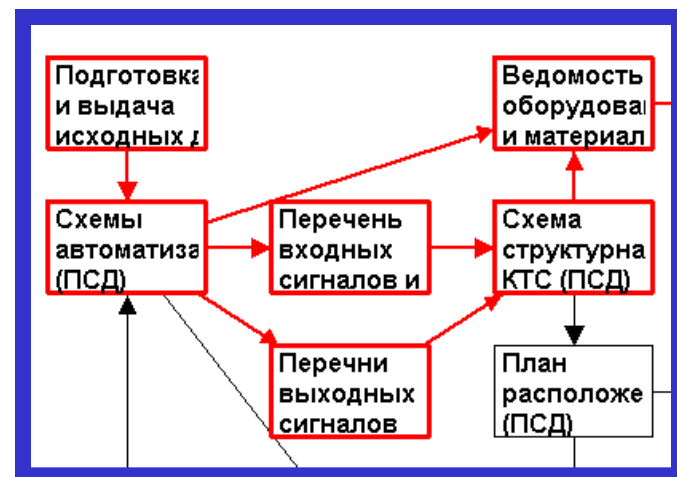 Подготовка
и выдача
исходных д
Ведомость
оборудова
и материал
Схемы
автоматиза
(ПСД)
Перечень
входных
сигналов и
Схема
структурна
КТС (ПСД)
Перечни
выходных
сигналов
План
расположе
(ПСД)